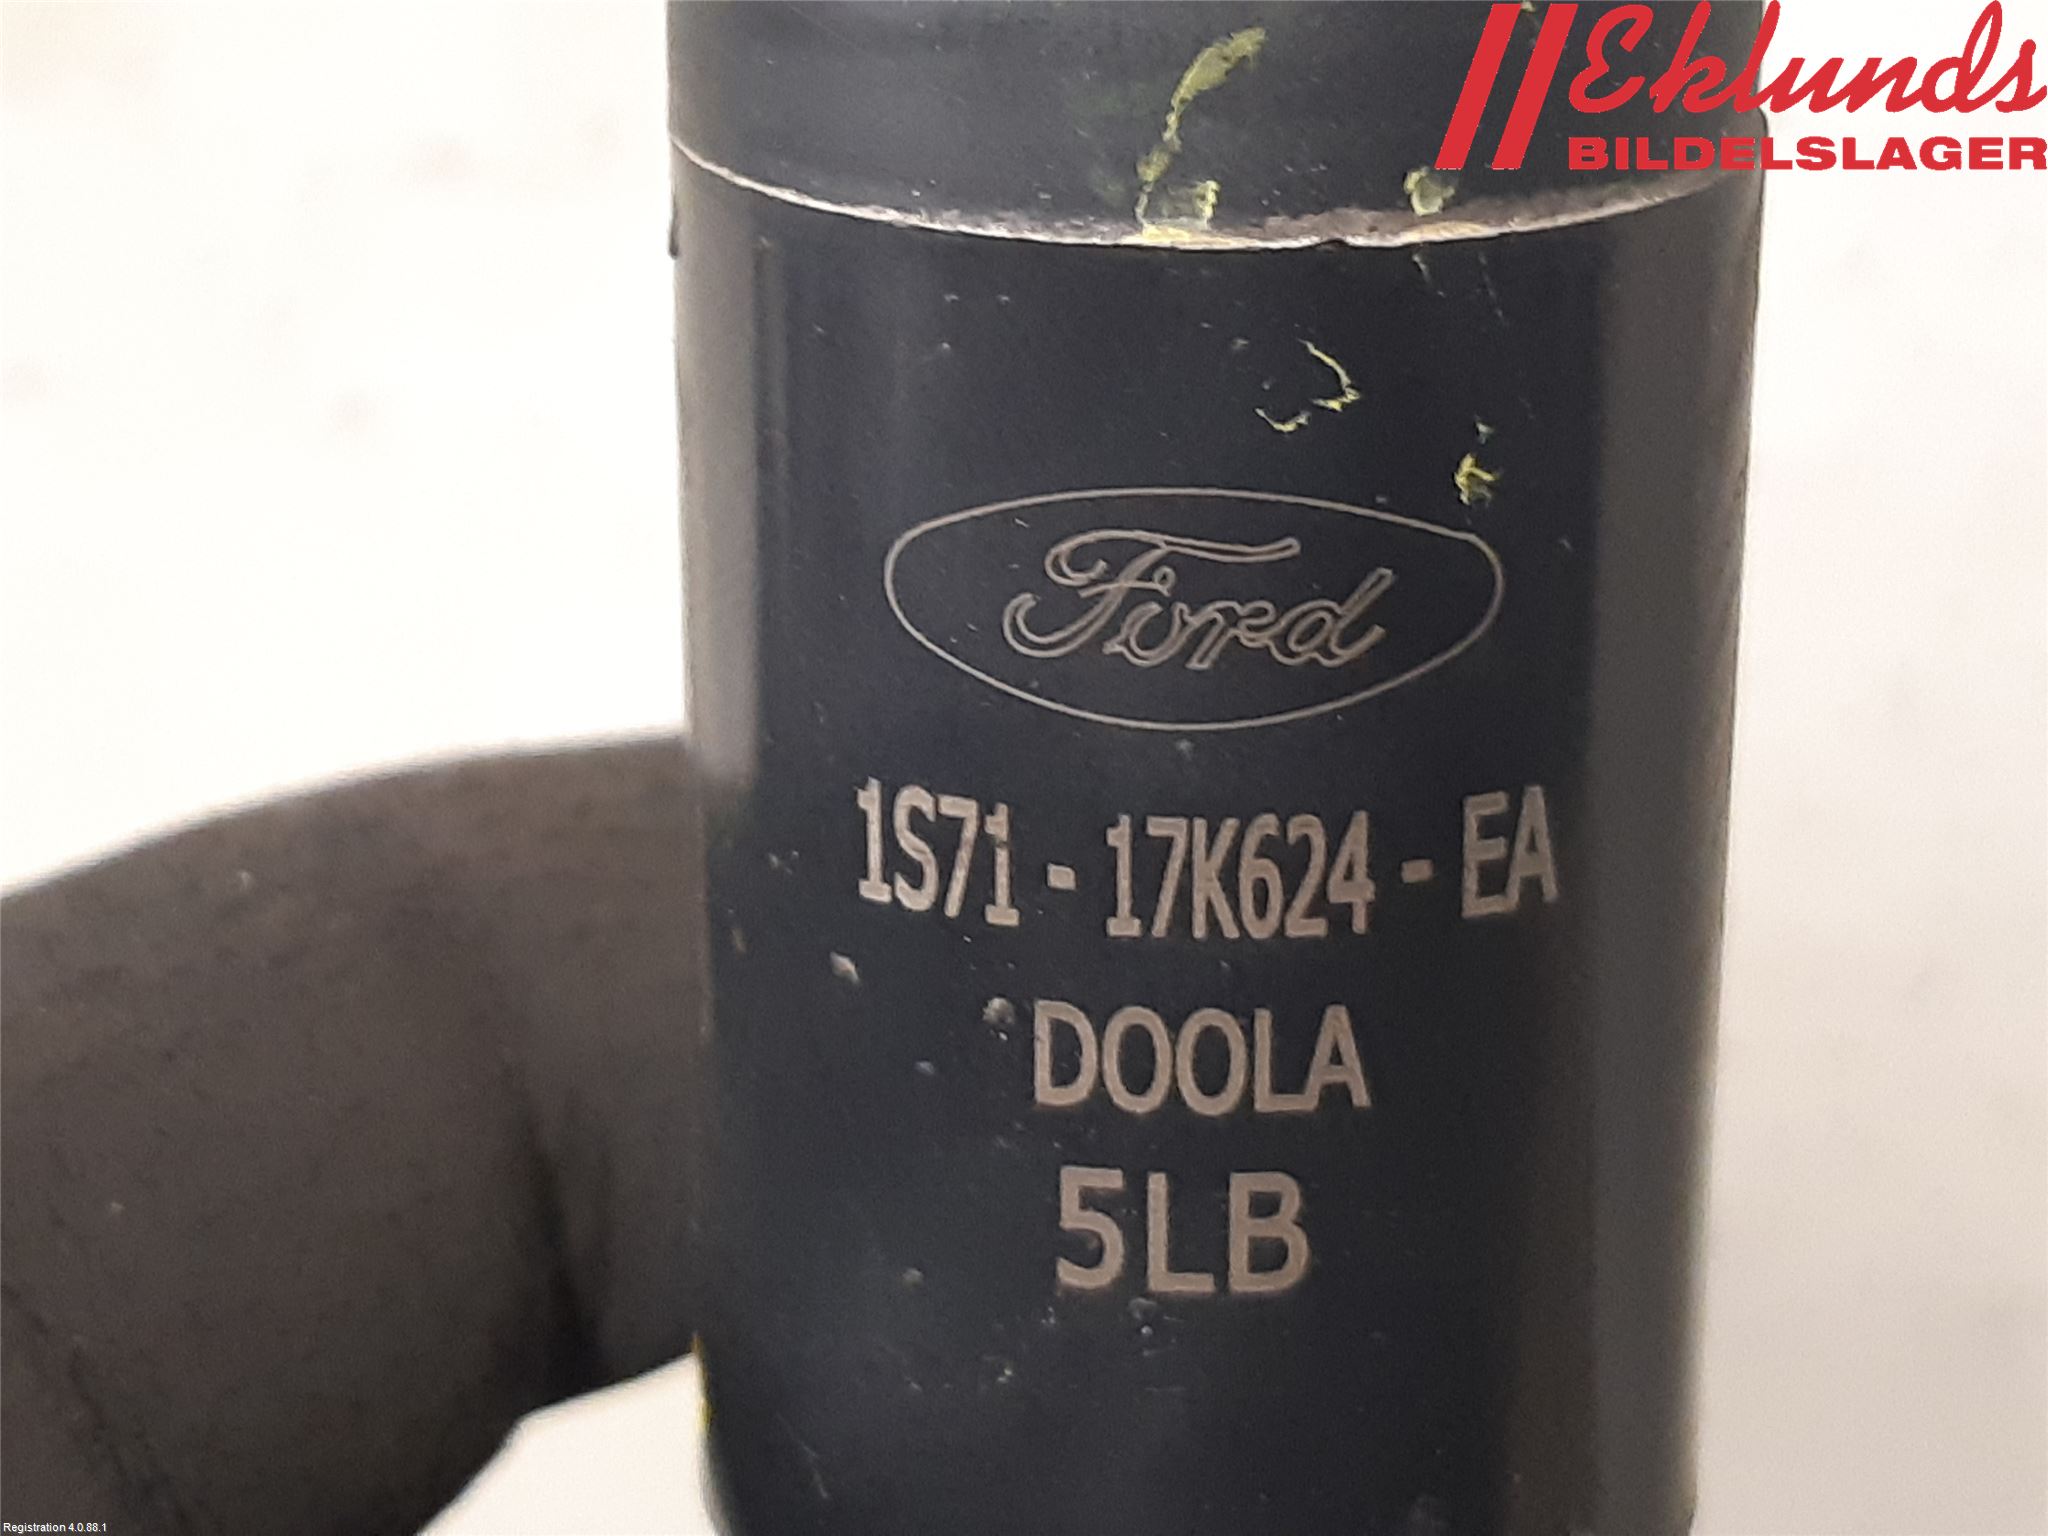 Eklunds
BILDELSLAGER
Ford
1S71-17K624-EA
DOOLA
5LB
Registration 4.0.88.1